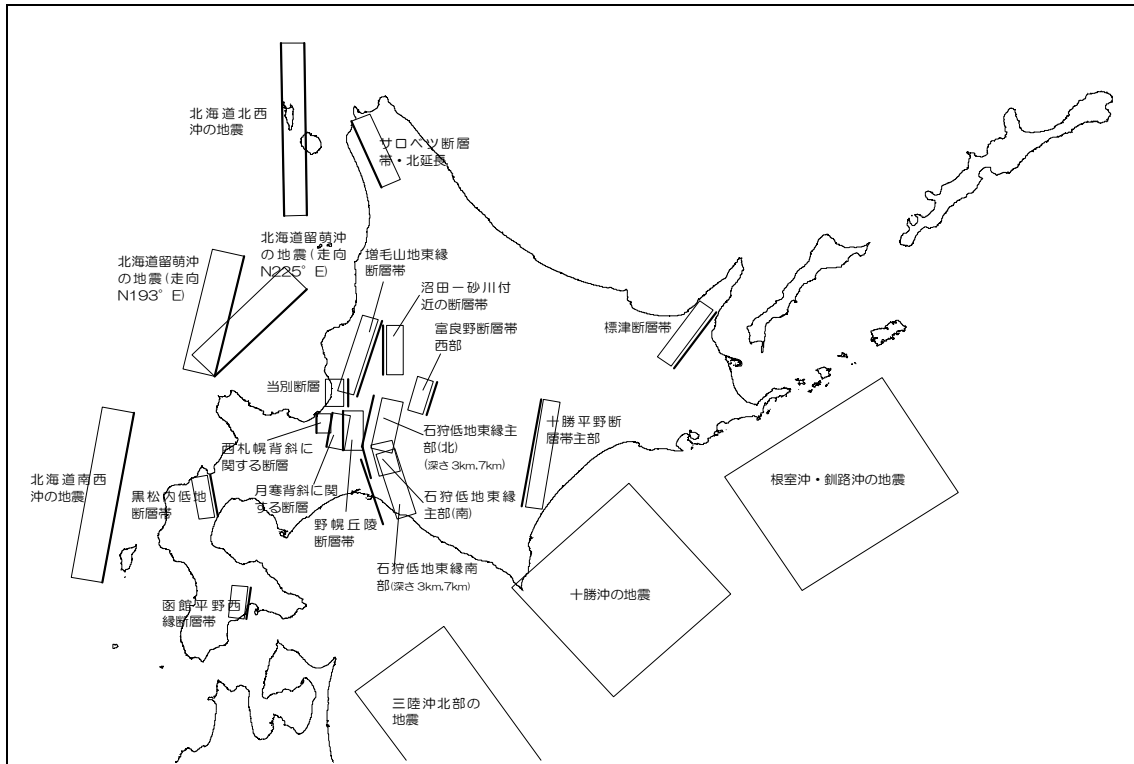 北海道北西
沖の地震
サロベツ断層
帯・北延長
北海道留萌沖
の地震(走向
N225°E)
北海道留萌沖
の地震(走向
N193°E)
増毛山地東縁
断層帯
沼田ー砂川付
近の断層帯
富良野断層帯
西部
標津断層帯
当別断層
西札幌背斜に
関する断層
月寒背斜に関
する断層
野幌丘陵
断層帯
石狩低地東縁主
部(北)
(深さ3km.7km)
石狩低地東縁
主部(南)
石狩低地東縁南
部(深さ3km.7km)
十勝平野断
層帯主部
根室沖・釧路沖の地震
北海道南西
沖の地震
黒松内低地
断層帯
十勝沖の地震
函館平野西
縁断層帯
三陸沖北部の
地震